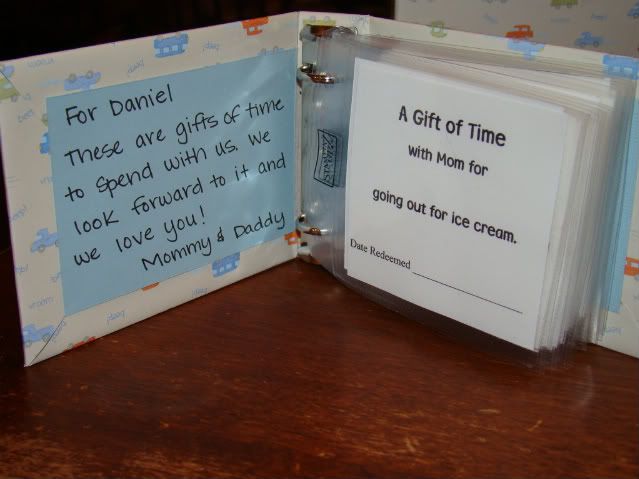 For Daniel
These are gifts of time
to spend with us. We
look forward to it and
we love you!
Mommy & Daddy
A Gift of Time
With Mom for
going out for ice cream.
Date Redeemed